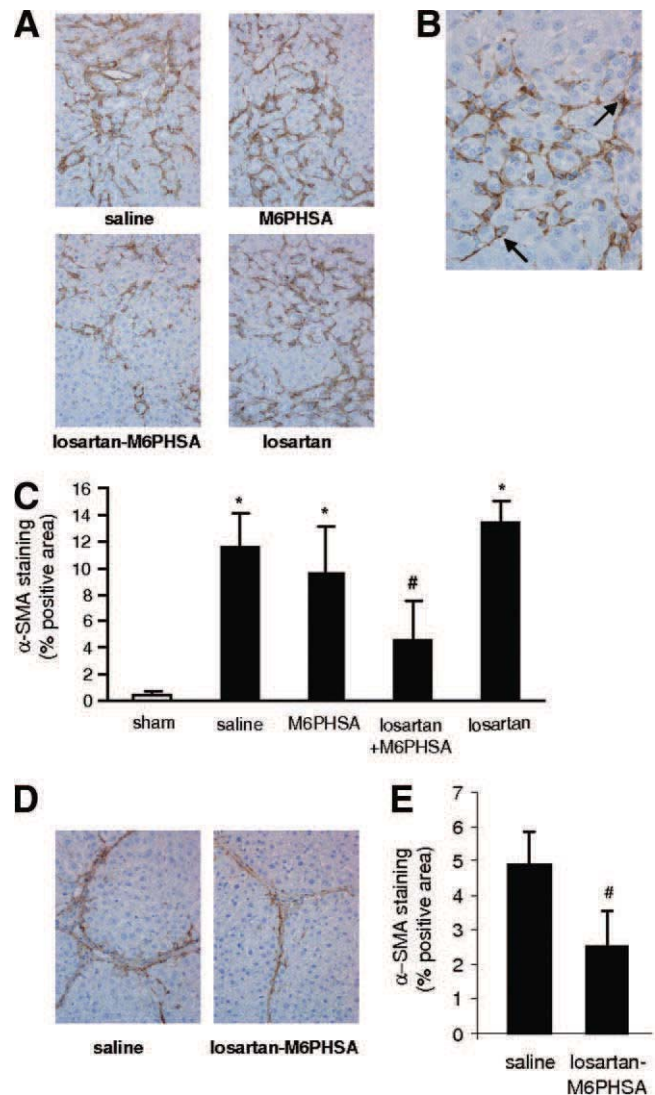 A
B
saline
M6PHSA
losartan-M6PHSA
losartan
C
α-SMA staining
(% positive area)
16
14
12
10
8
6
4
2
0
*
*
#
*
sham
saline
M6PHSA
losartan
+M6PHSA
losartan
D
saline
losartan-M6PHSA
E
α-SMA staining
(% positive area)
7
6
5
4
3
2
1
0
#
saline
losartan-
M6PHSA